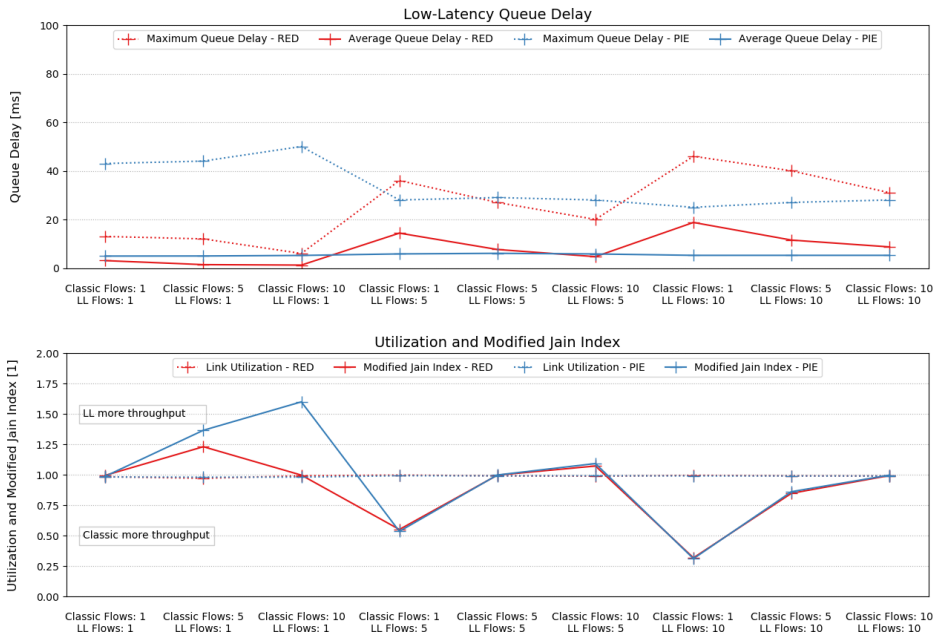 Low-Latency Queue Delay
100
80
60
40
20
0
Queue Delay [ms]
Maximum Queue Delay - RED Average Queue Delay - RED Maximum Queue Delay - PIE Average Queue Delay - PIE
Classic Flows: 1 Classic Flows: 5 Classic Flows: 10 Classic Flows: 1 Classic Flows: 5 Classic Flows: 10 Classic Flows: 1 Classic Flows: 5 Classic Flows: 10
LL Flows: 1 LL Flows: 1 LL Flows: 1 LL Flows: 5 LL Flows: 5 LL Flows: 5 LL Flows: 10 LL Flows: 10 LL Flows: 10
Utilization and Modified Jain Index
2.00
1.75
1.50
1.25
1.00
0.75
0.50
0.25
0.00
Utilization and Modified Jain Index [1]
Link Utilization - RED Modified Jain Index - RED Link Utilization - PIE Modified Jain Index - PIE
LL more throughput
Classic more throughput
Classic Flows: 1 Classic Flows: 5 Classic Flows: 10 Classic Flows: 1 Classic Flows: 5 Classic Flows: 10 Classic Flows: 1 Classic Flows: 5 Classic Flows: 10
LL Flows: 1 LL Flows: 1 LL Flows: 1 LL Flows: 5 LL Flows: 5 LL Flows: 5 LL Flows: 10 LL Flows: 10 LL Flows: 10